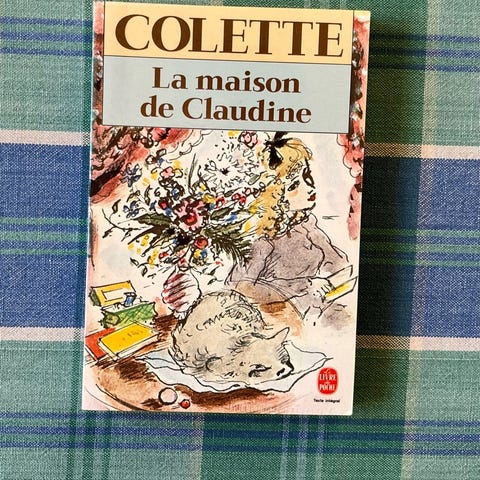 COLETTE
La maison
de Claudine
LE LIVRE
DE POCHE
Texte intégral